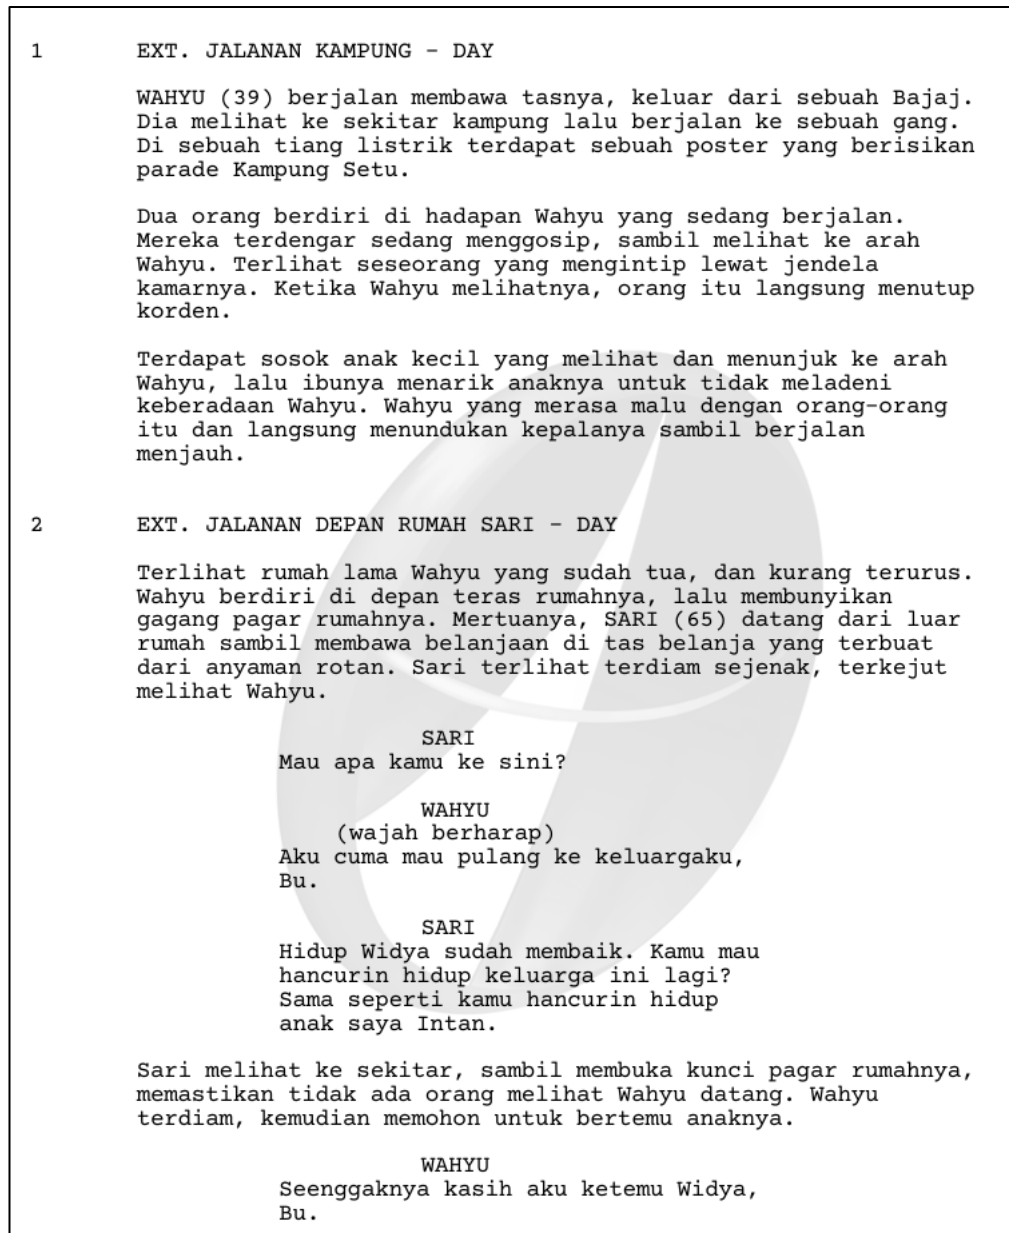 1 EXT. JALANAN KAMPUNG - DAY
WAHYU (39) berjalan membawa tasnya, keluar dari sebuah Bajaj.
Dia melihat ke sekitar kampung lalu berjalan ke sebuah gang.
Di sebuah tiang listrik terdapat sebuah poster yang berisikan
parade Kampung Setu.
Dua orang berdiri di hadapan Wahyu yang sedang berjalan.
Mereka terdengar sedang menggosip, sambil melihat ke arah
Wahyu. Terlihat seseorang yang mengintip lewat jendela
kamarnya. Ketika Wahyu melihatnya, orang itu langsung menutup
korden.
Terdapat sosok anak kecil yang melihat dan menunjuk ke arah
Wahyu, lalu ibunya menarik anaknya untuk tidak meladeni
keberadaan Wahyu. Wahyu yang merasa malu dengan orang-orang
itu dan langsung menundukan kepalanya sambil berjalan
menjauh.
2 EXT. JALANAN DEPAN RUMAH SARI - DAY
Terlihat rumah lama Wahyu yang sudah tua, dan kurang terurus.
Wahyu berdiri di depan teras rumahnya, lalu membunyikan
gagang pagar rumahnya. Mertuanya, SARI (65) datang dari luar
rumah sambil membawa belanjaan di tas belanja yang terbuat
dari anyaman rotan. Sari terlihat terdiam sejenak, terkejut
melihat Wahyu.
SARI
Mau apa kamu ke sini?
WAHYU
(wajah berharap)
Aku cuma mau pulang ke keluargaku,
Bu.
SARI
Hidup Widya sudah membaik. Kamu mau
hancurin hidup keluarga ini lagi?
Sama seperti kamu hancurin hidup
anak saya Intan.
Sari melihat ke sekitar, sambil membuka kunci pagar rumahnya,
memastikan tidak ada orang melihat Wahyu datang. Wahyu
terdiam, kemudian memohon untuk bertemu anaknya.
WAHYU
Seenggaknya kasih aku ketemu Widya,
Bu.